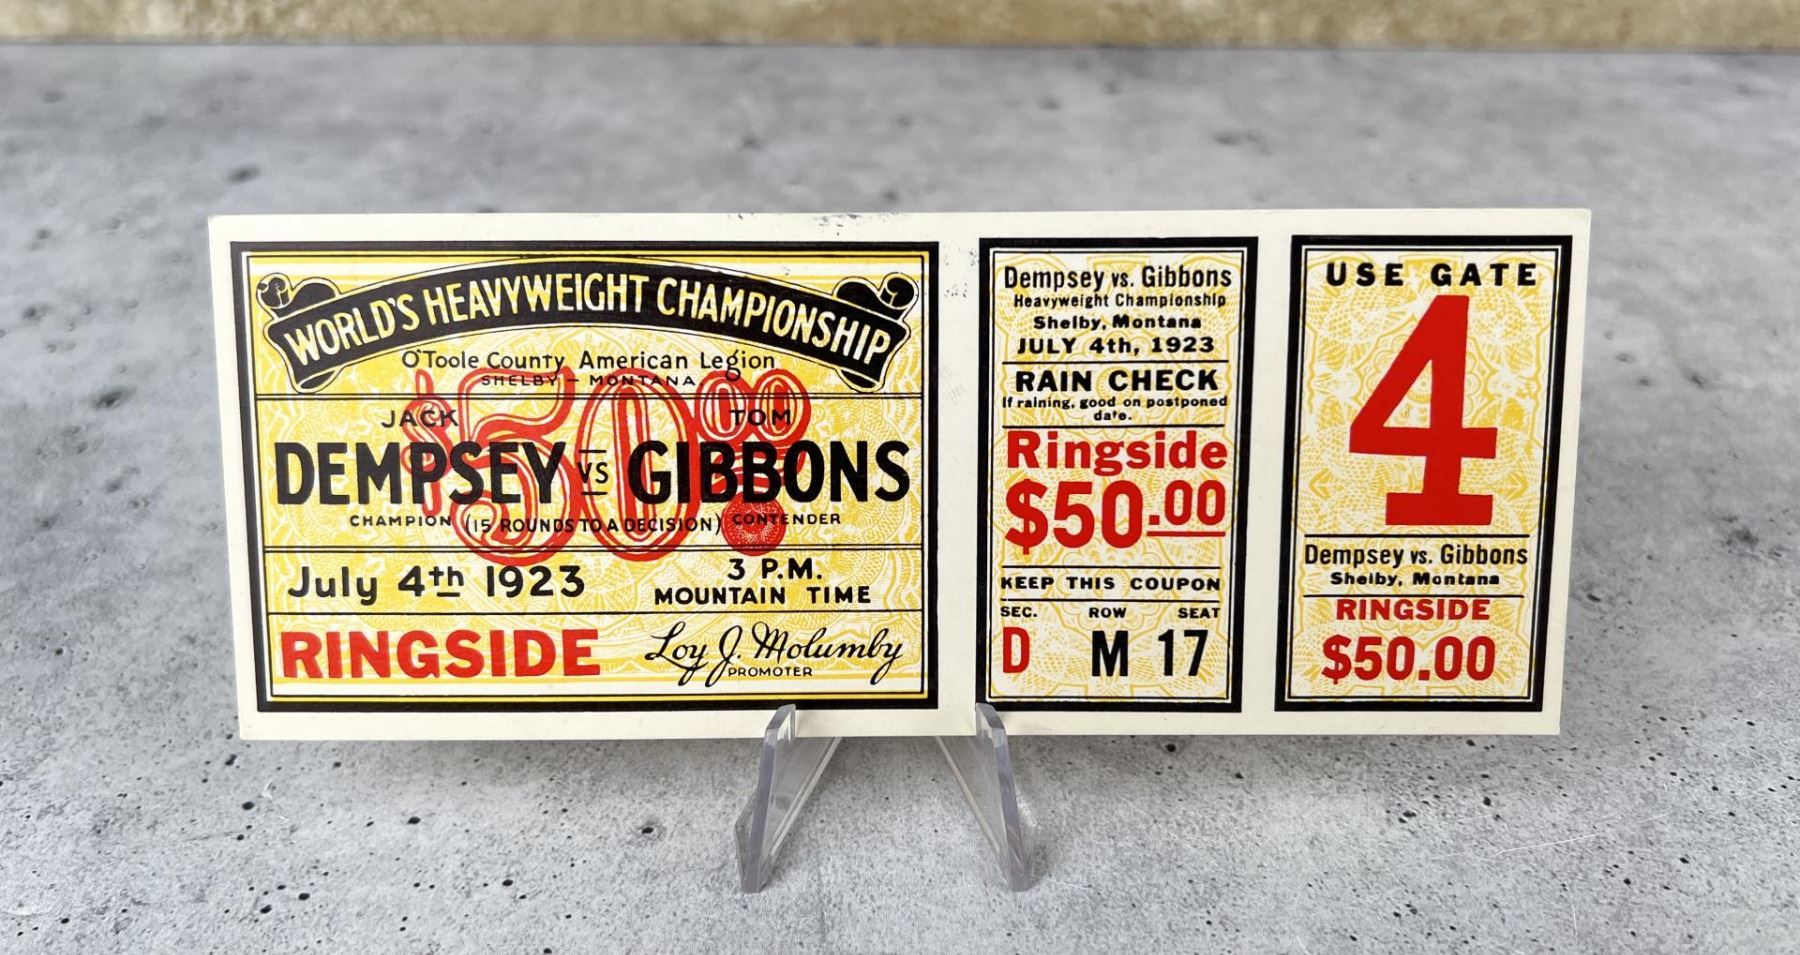 WORLD'S HEAVYWEIGHT CHAMPIONSHIP
O'Toole County American Legion
SHELBY - MONTANA
$50.00
JACK TOM
DEMPSEY VS GIBBONS
CHAMPION (15 ROUNDS TO A DECISION) CONTENDER
July 4th 1923
3 P.M.
MOUNTAIN TIME
RINGSIDE
Loy J. Molumby
PROMOTER
Dempsey vs. Gibbons
Heavyweight Championship
Shelby, Montana
JULY 4th, 1923
RAIN CHECK
If raining, good on postponed
date.
Ringside
$50.00
KEEP THIS COUPON
SEC. ROW SEAT
D M 17
USE GATE
4
Dempsey vs. Gibbons
Shelby, Montana
RINGSIDE
$50.00